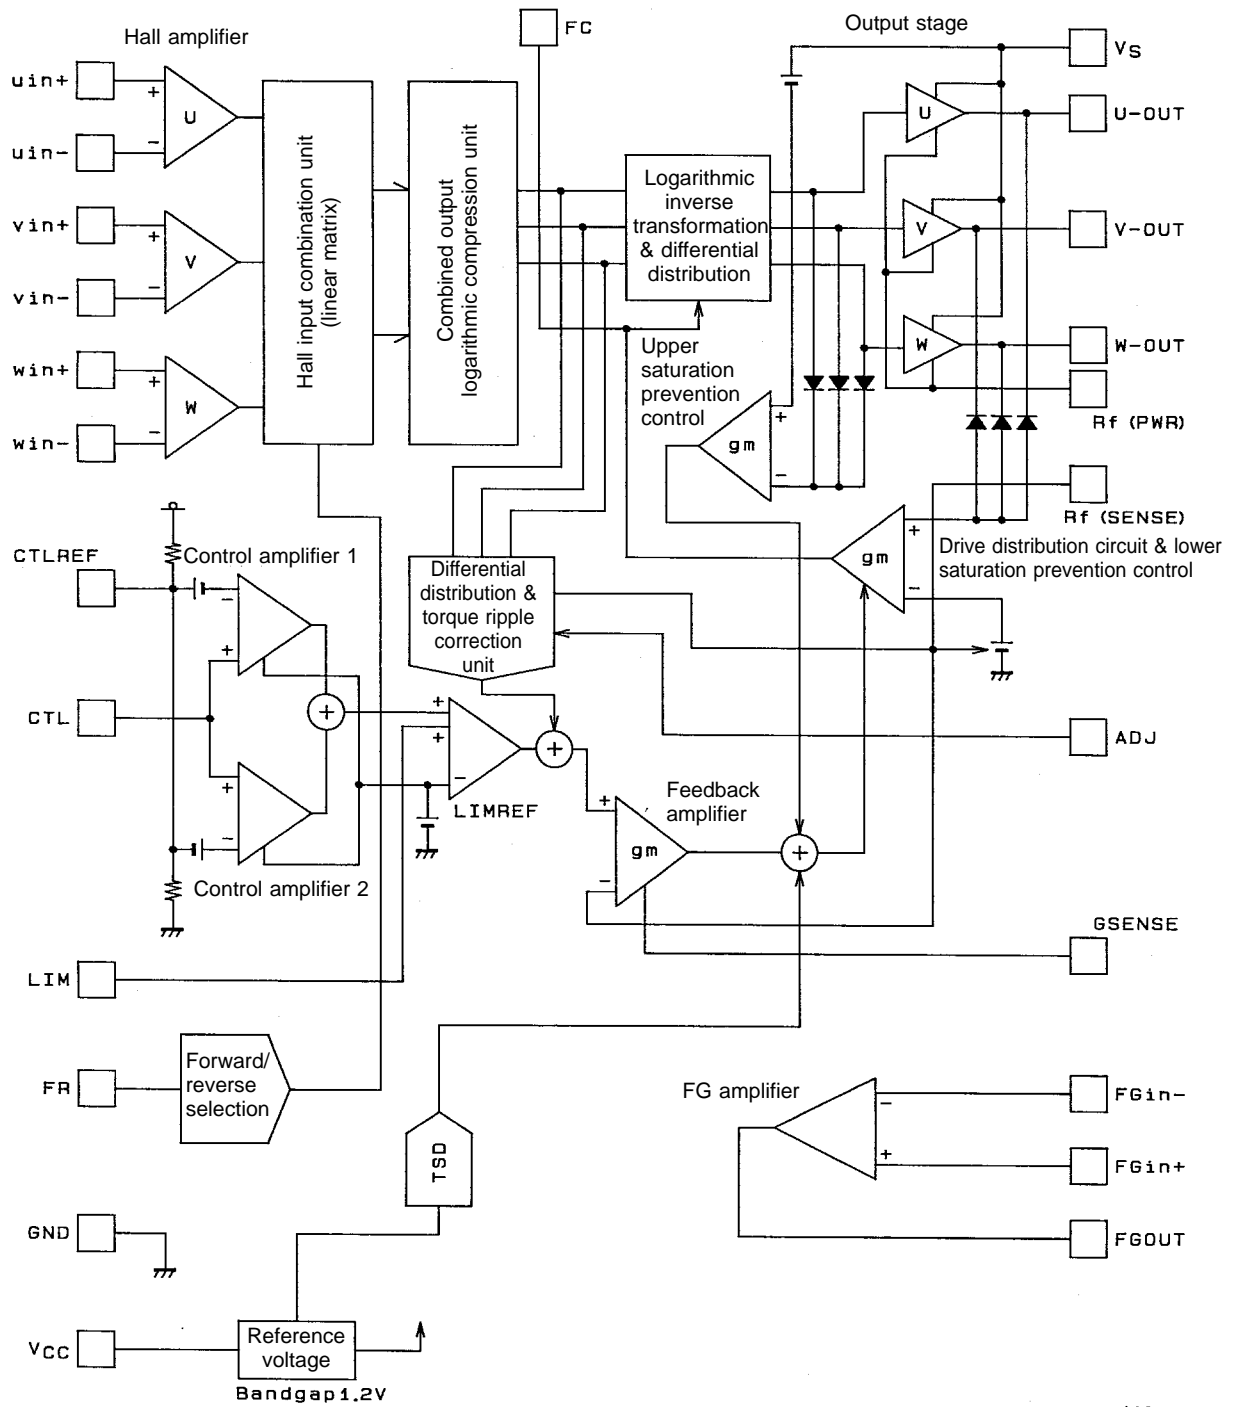 Hall amplifier
FC
Output stage
VS
uin+
+
U
uin-
-
U
U-OUT
vin+
+
V
vin-
-
V
V-OUT
win+
+
W
win-
-
W
W-OUT
Hall input combination unit
(linear matrix)
Combined output
logarithmic compression unit
Logarithmic
inverse
transformation
& differential
distribution
Upper
saturation
prevention
control
+
gm
-
Rf (PWR)
Rf (SENSE)
+
gm
-
Drive distribution circuit & lower
saturation prevention control
CTLREF
Control amplifier 1
-
+
Differential
distribution &
torque ripple
correction
unit
CTL
+
+
+
-
LIMREF
+
ADJ
+
-
Control amplifier 2
Feedback
amplifier
+
gm
-
+
GSENSE
LIM
FR
Forward/
reverse
selection
TSD
FG amplifier
-
+
FGin-
FGin+
FGOUT
GND
VCC
Reference
voltage
Bandgap1.2V